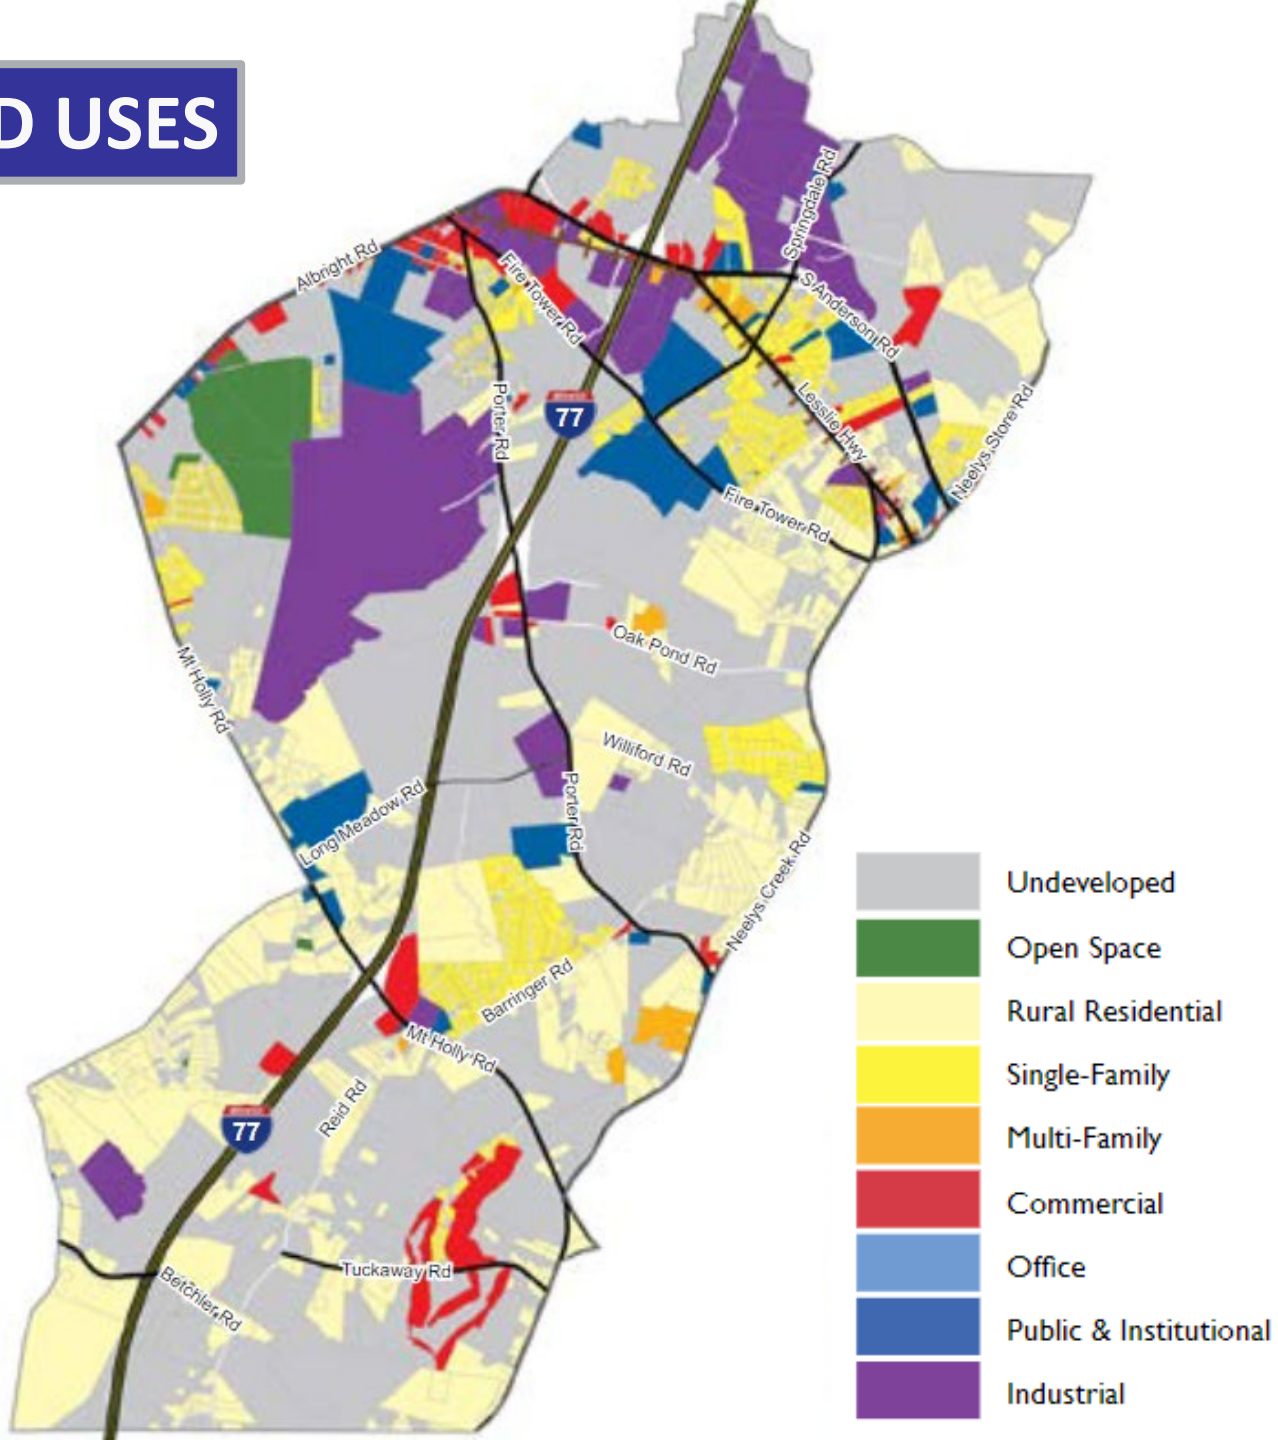 D USES
Springdale Rd
Albright Rd
Fire Tower Rd
S Anderson Rd
Porter Rd
77
Lesslie Hwy
Neelys Store Rd
Fire Tower Rd
Oak Pond Rd
Mt Holly Rd
Williford Rd
Long Meadow Rd
Porter Rd
Neelys Creek Rd
Barringer Rd
Mt Holly Rd
Reid Rd
77
Tuckaway Rd
Betchler Rd
Undeveloped
Open Space
Rural Residential
Single-Family
Multi-Family
Commercial
Office
Public & Institutional
Industrial